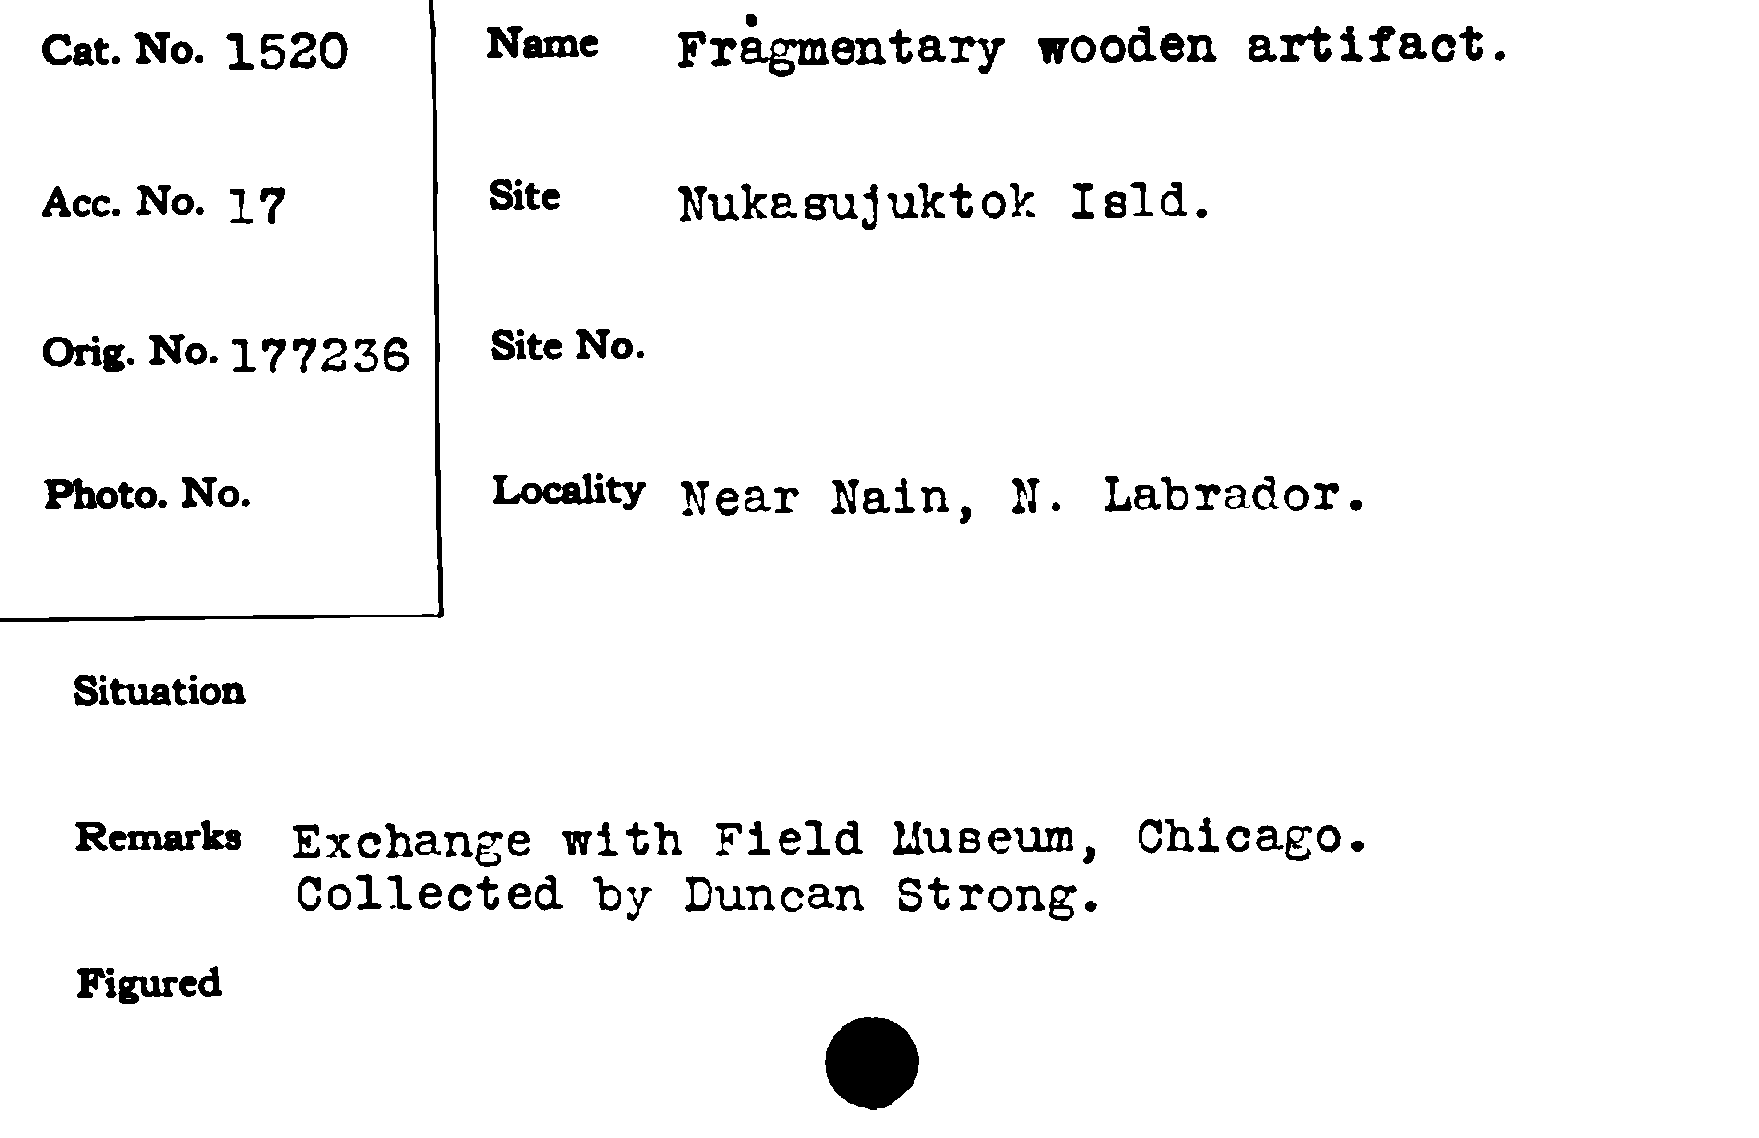 Cat. No. 1520
Name Fragmentary wooden artifact.
Acc. No. 17
Site Nukasujuktok Isld.
Orig. No. 177236
Site No.
Photo. No.
Locality Near Nain, N. Labrador.
Situation
Remarks Exchange with Field Museum, Chicago.
Collected by Duncan Strong.
Figured